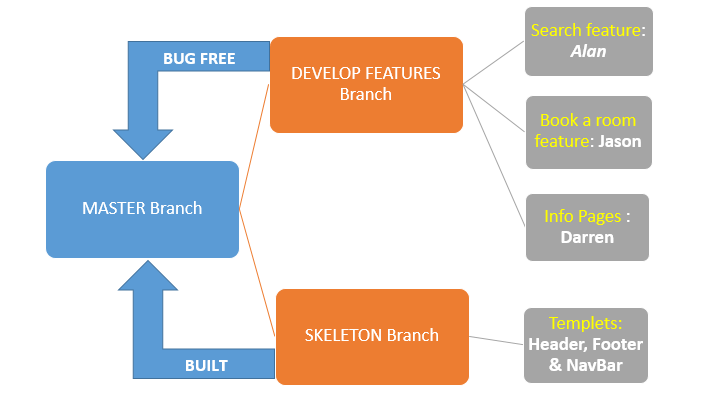 BUG FREE
DEVELOP FEATURES
Branch
Search feature:
Alan
Book a room
feature: Jason
MASTER Branch
Info Pages :
Darren
SKELETON Branch
Templets:
Header, Footer
& NavBar
BUILT